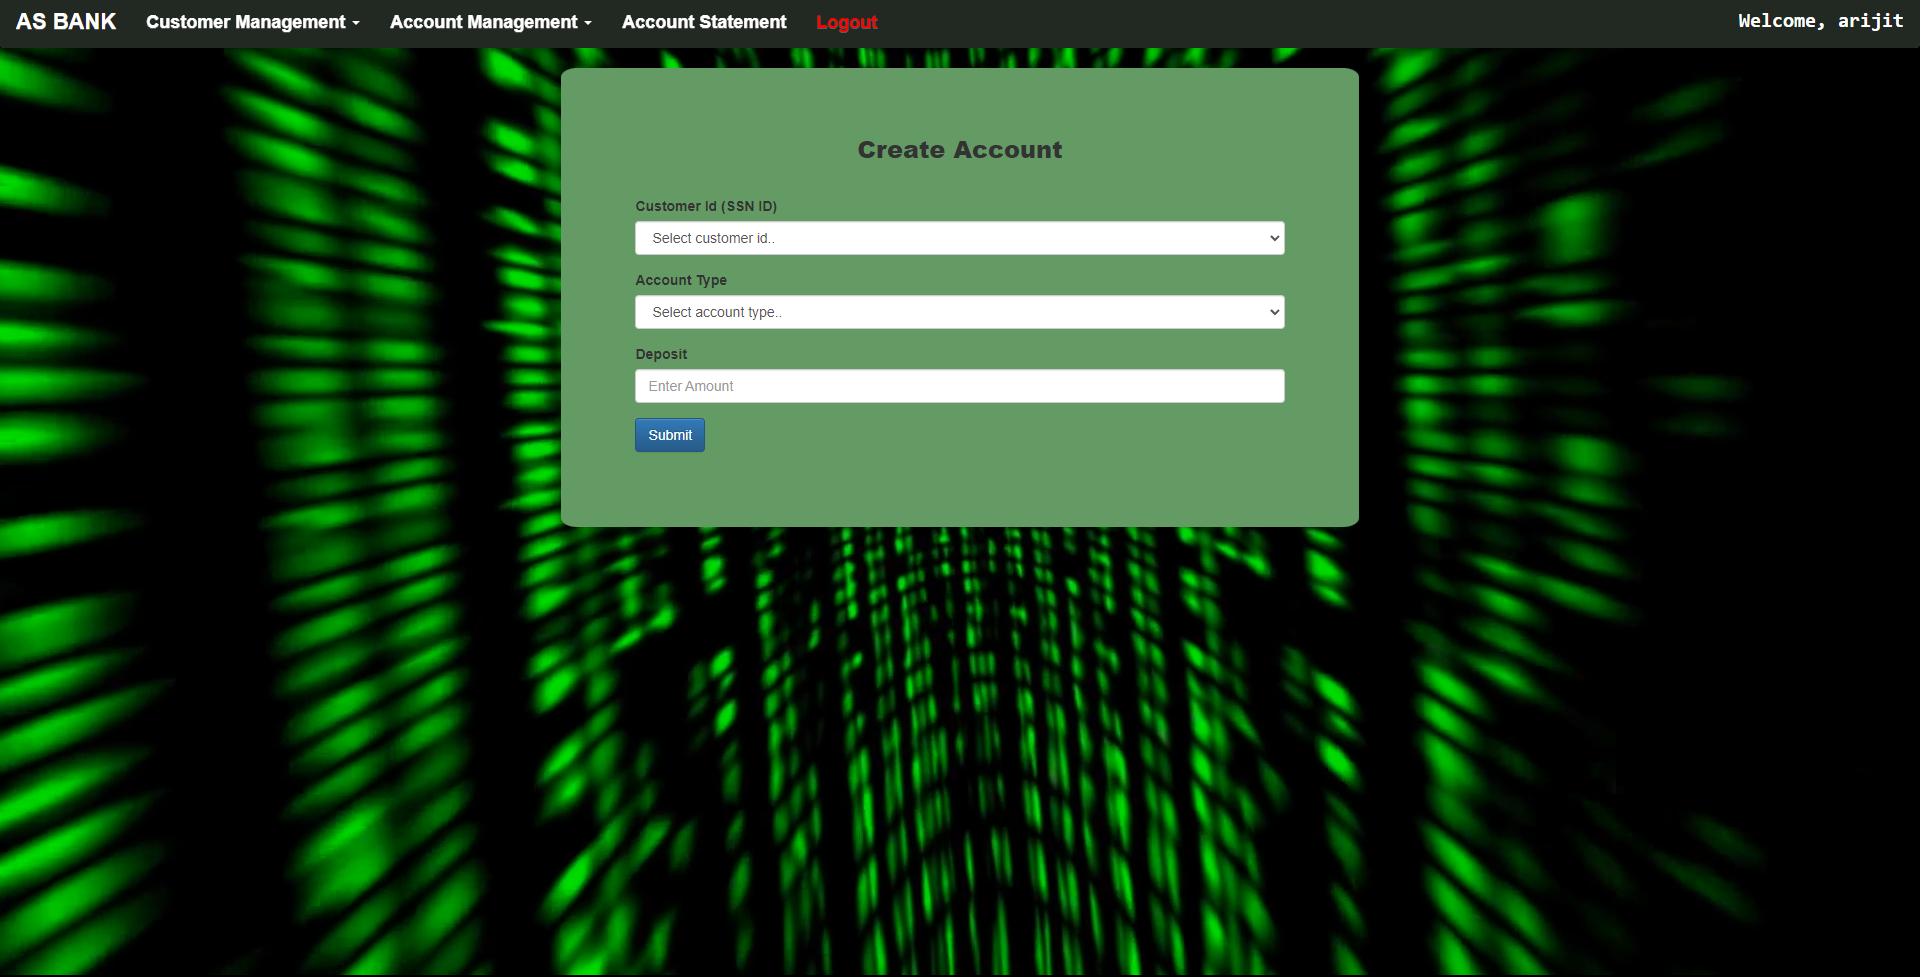 AS BANK Customer Management Account Management Account Statement Logout Welcome, arijit
Create Account
Customer Id (SSN ID)
Select customer id..
Account Type
Select account type..
Deposit
Enter Amount
Submit